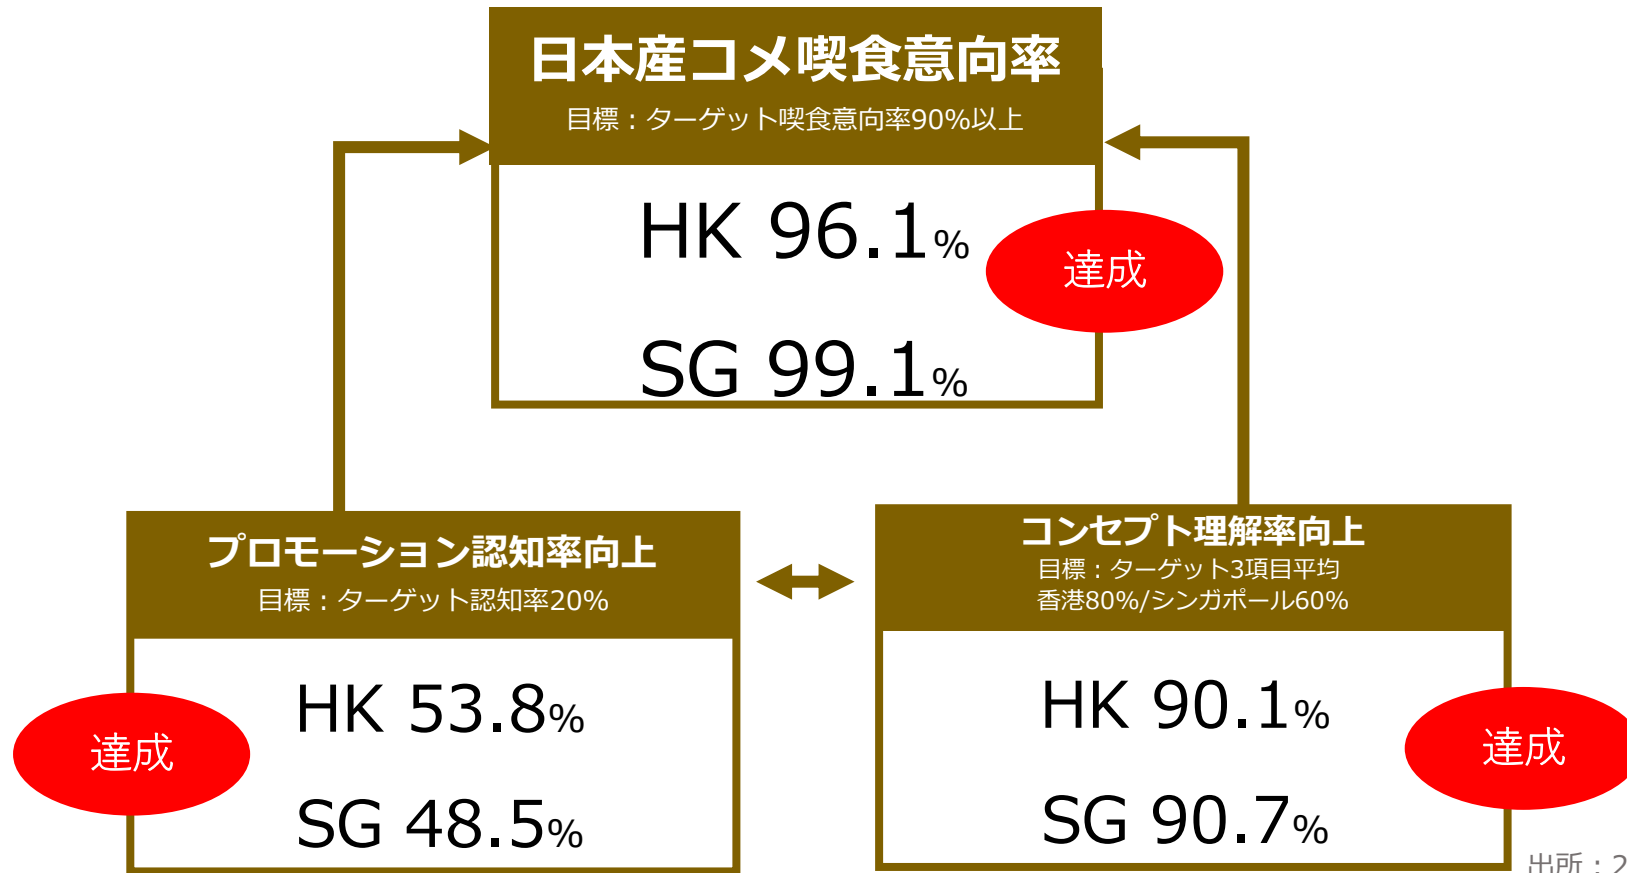 日本産コメ喫食意向率
目標：ターゲット喫食意向率90%以上
HK 96.1%
達成
SG 99.1%
プロモーション認知率向上
目標：ターゲット認知率20%
HK 53.8%
達成
SG 48.5%
コンセプト理解率向上
目標：ターゲット3項目平均
香港80%/シンガポール60%
HK 90.1%
達成
SG 90.7%
出所：2